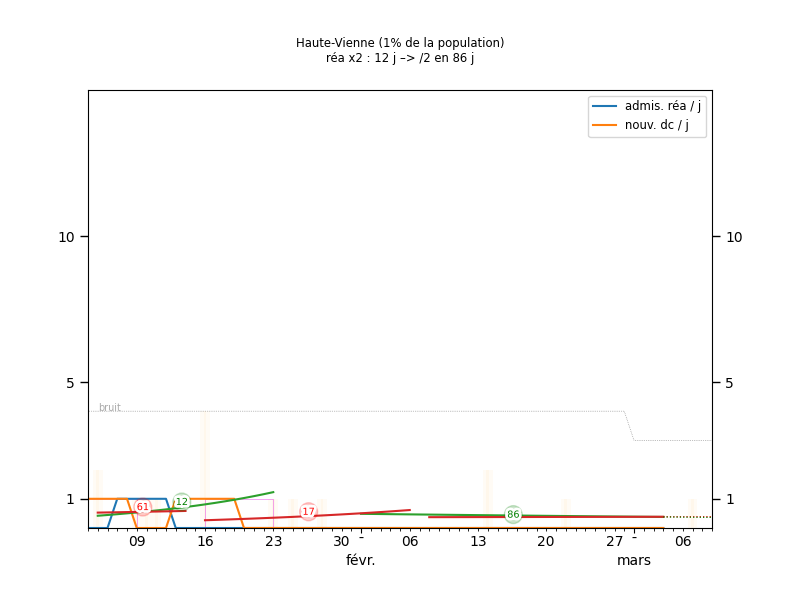 Haute-Vienne (1% de la population)
réa x2 : 12 j –> /2 en 86 j
admis. réa / j
nouv. dc / j
10
10
5
5
bruit
1
1
61
12
17
86
09
16
23
30
06
13
20
27
06
févr.
mars